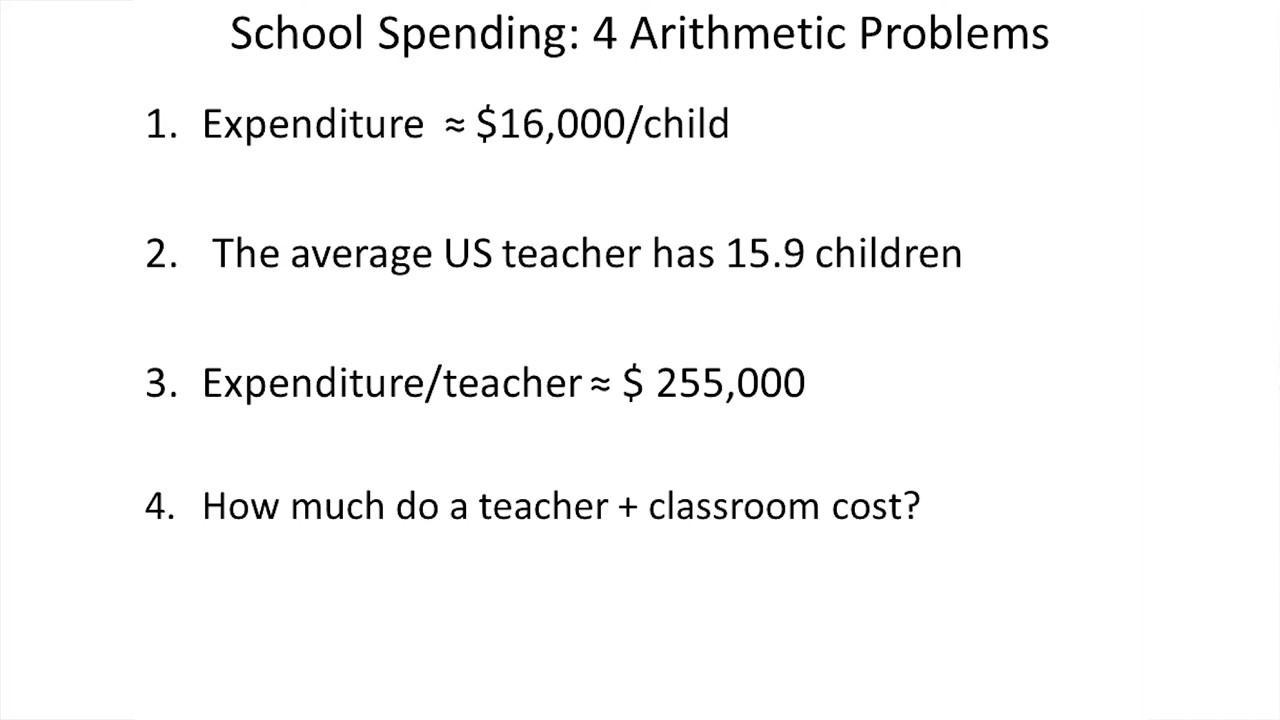 School Spending: 4 Arithmetic Problems
1. Expenditure ≈ $16,000/child
2. The average US teacher has 15.9 children
3. Expenditure/teacher ≈ $ 255,000
4. How much do a teacher + classroom cost?